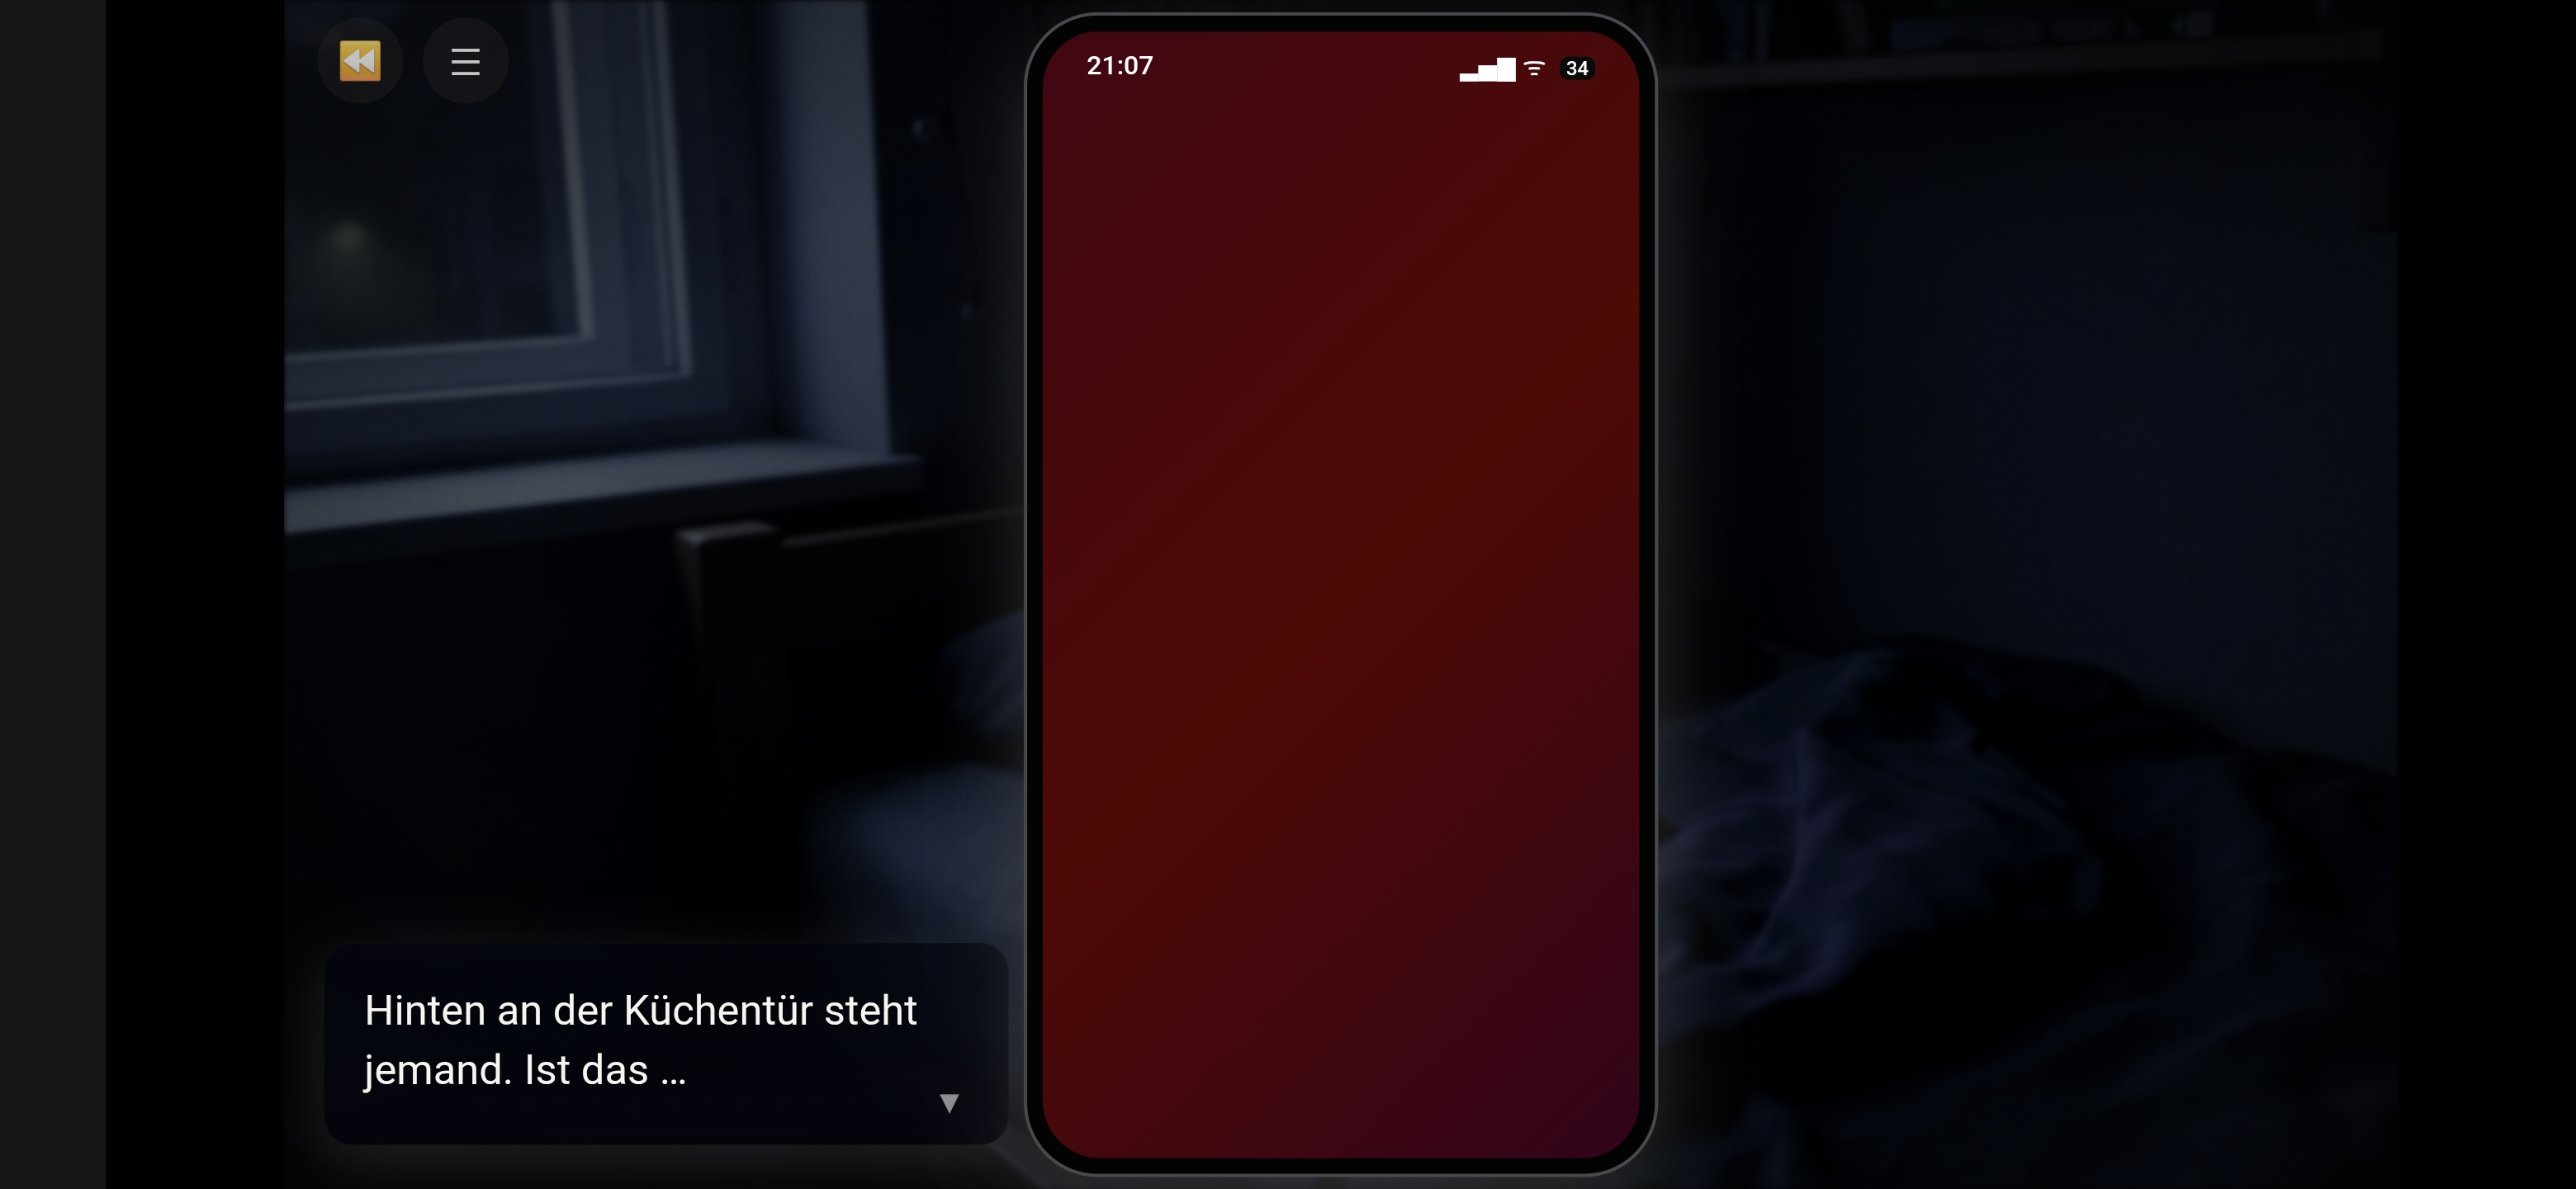 21:07
34
Hinten an der Küchentür steht
jemand. Ist das ...